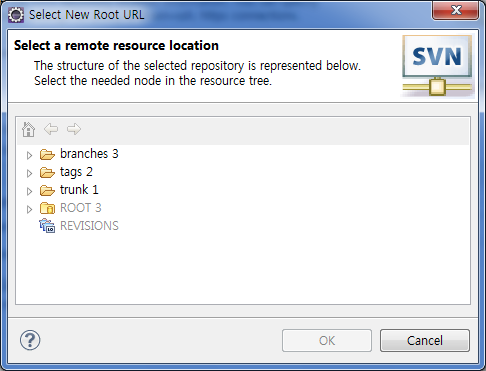 Select New Root URL
Select a remote resource location
The structure of the selected repository is represented below.
Select the needed node in the resource tree.
SVN
branches 3
tags 2
trunk 1
ROOT 3
REVISIONS
?
OK
Cancel